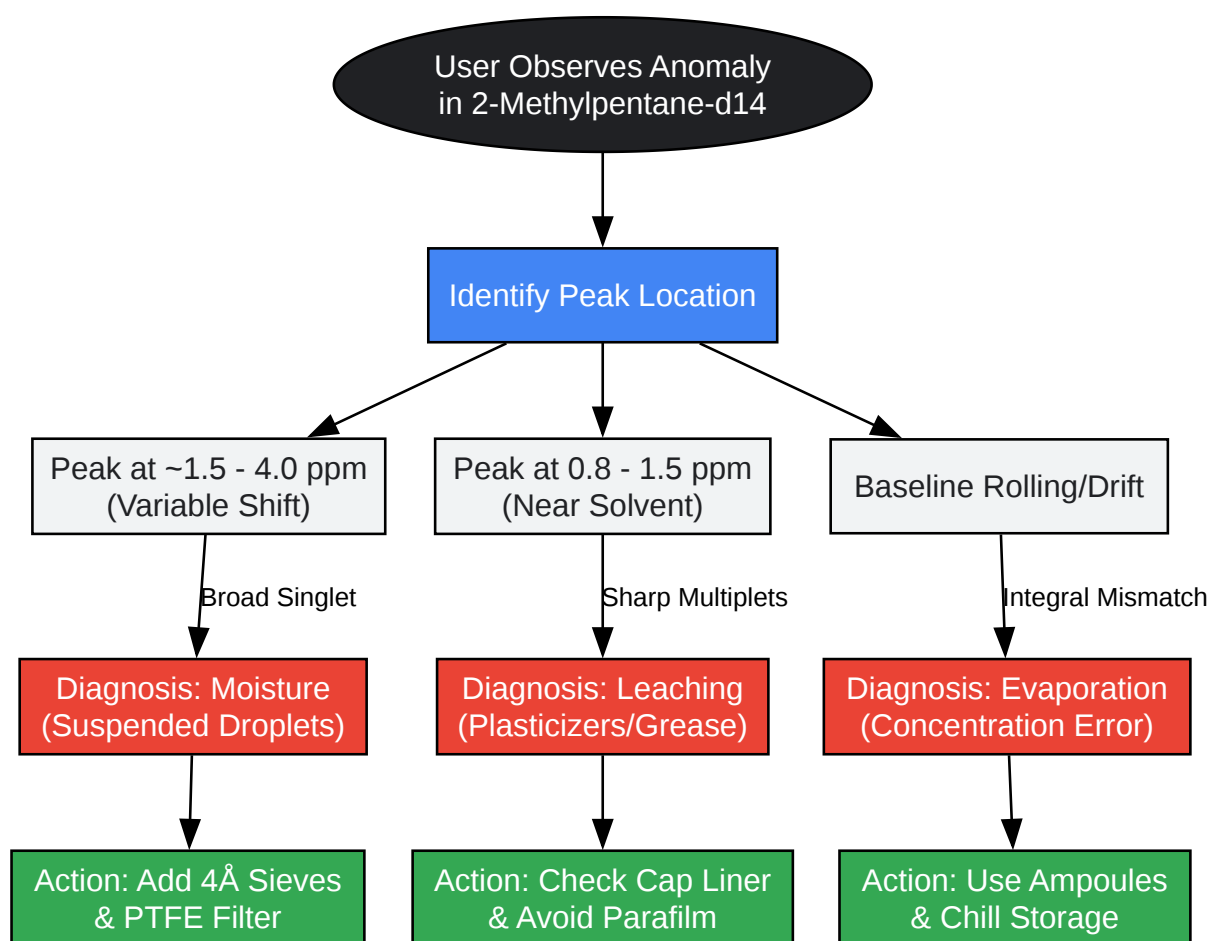 User Observes Anomaly
in 2-Methylpentane-d14
Identify Peak Location
Peak at ~1.5 - 4.0 ppm
(Variable Shift)
Peak at 0.8 - 1.5 ppm
(Near Solvent)
Baseline Rolling/Drift
Broad Singlet
Sharp Multiplets
Integral Mismatch
Diagnosis: Moisture
(Suspended Droplets)
Diagnosis: Leaching
(Plasticizers/Grease)
Diagnosis: Evaporation
(Concentration Error)
Action: Add 4Å Sieves
& PTFE Filter
Action: Check Cap Liner
& Avoid Parafilm
Action: Use Ampoules
& Chill Storage